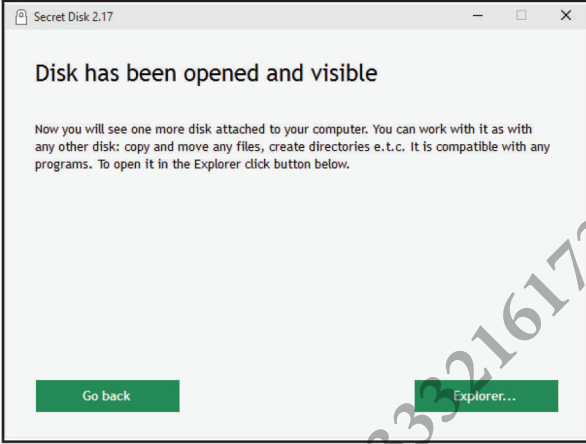 Secret Disk 2.17
Disk has been opened and visible
Now you will see one more disk attached to your computer. You can work with it as with
any other disk: copy and move any files, create directories e.t.c. It is compatible with any
programs. To open it in the Explorer click button below.
Go back
Explorer...